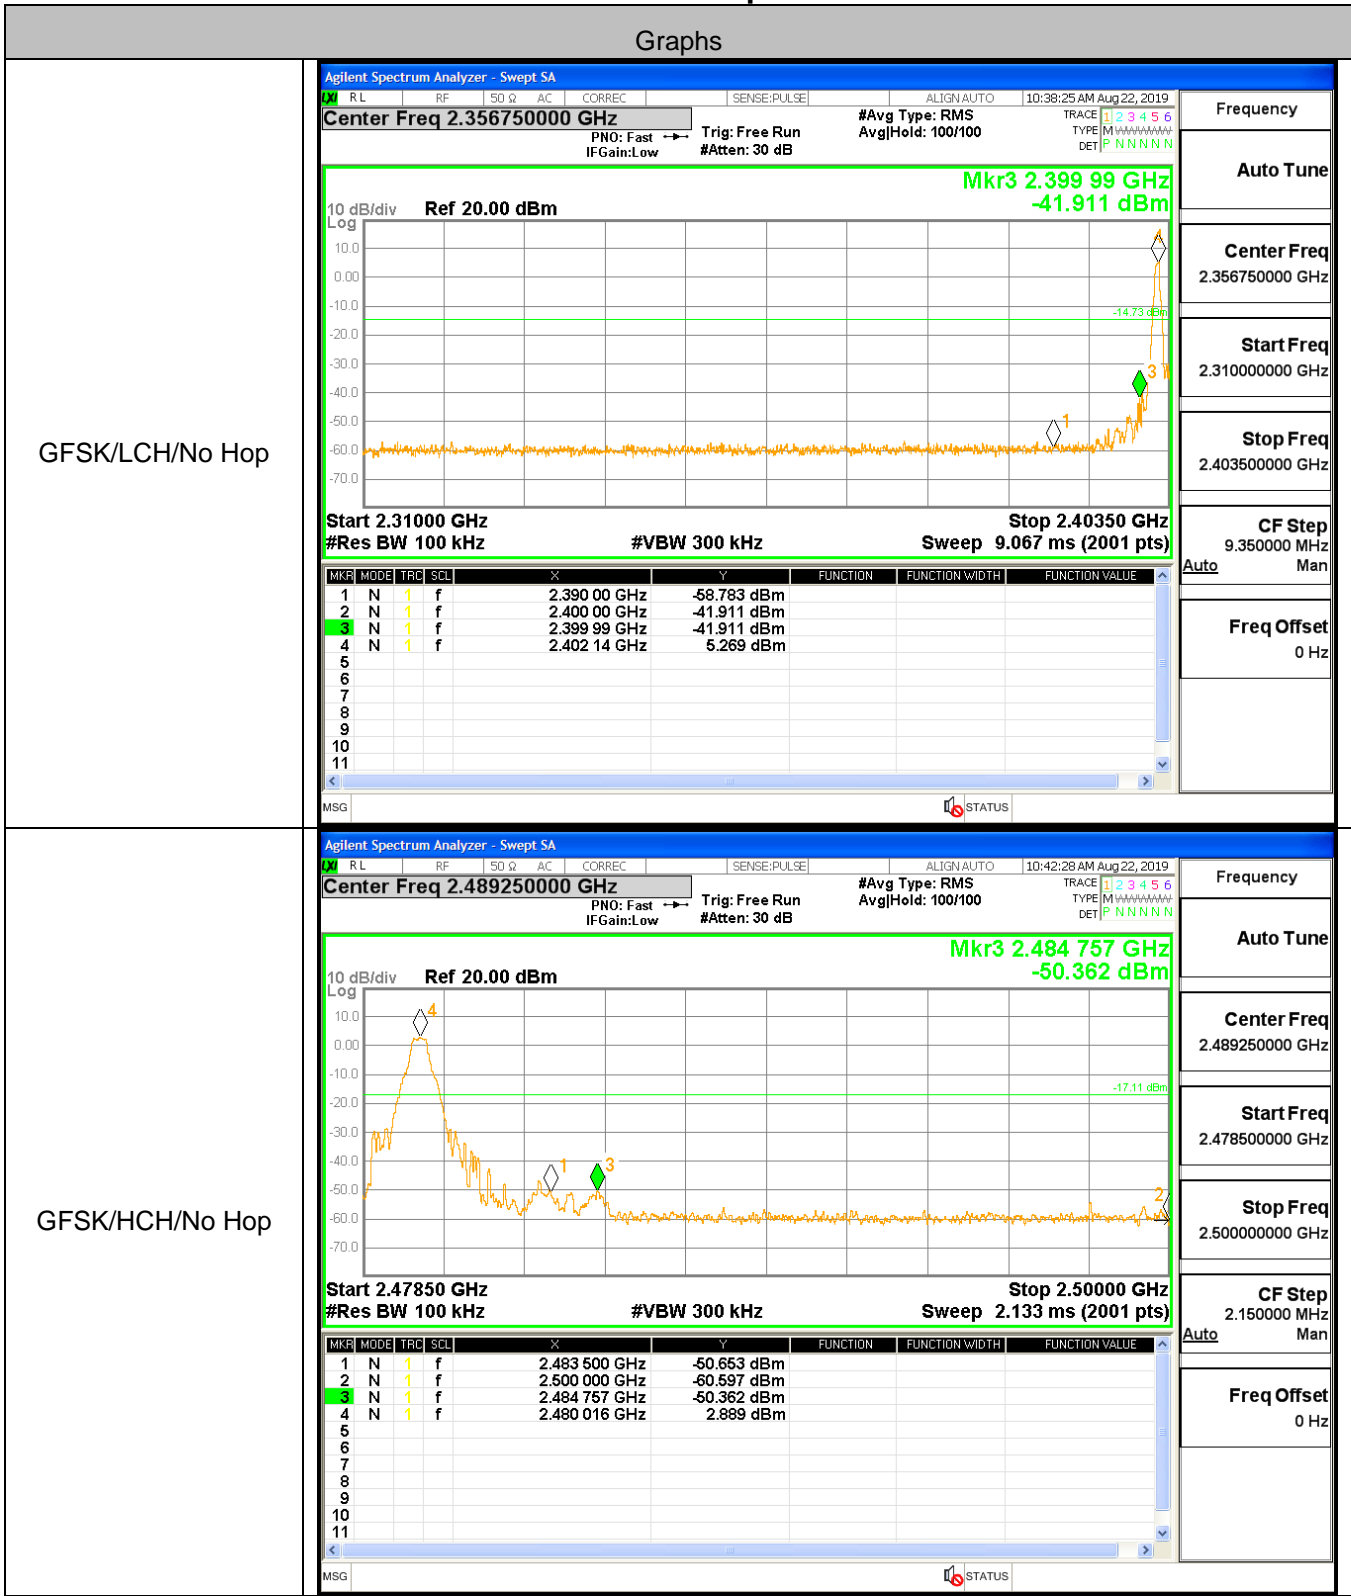 Graphs
GFSK/LCH/No Hop
Agilent Spectrum Analyzer - Swept SA
LXI RL RF 50 Ω AC CORREC SENSE:PULSE ALIGN AUTO 10:38:25 AM Aug 22, 2019
Center Freq 2.356750000 GHz
PNO: Fast
IFGain:Low
Trig: Free Run
#Atten: 30 dB
#Avg Type: RMS
Avg|Hold: 100/100
TRACE 1 2 3 4 5 6
TYPE M WWWWW
DET P N N N N N
Mkr3 2.399 99 GHz
-41.911 dBm
10 dB/div Ref 20.00 dBm
Log
10.0
0.00
-10.0
-20.0
-30.0
-40.0
-50.0
-60.0
-70.0
-14.73 dBm
4
3
1
Start 2.31000 GHz Stop 2.40350 GHz
#Res BW 100 kHz #VBW 300 kHz Sweep 9.067 ms (2001 pts)
MKR MODE TRC SCL X Y FUNCTION FUNCTION WIDTH FUNCTION VALUE
1 N 1 f 2.390 00 GHz -58.783 dBm
2 N 1 f 2.400 00 GHz -41.911 dBm
3 N 1 f 2.399 99 GHz -41.911 dBm
4 N 1 f 2.402 14 GHz 5.269 dBm
5
6
7
8
9
10
11
MSG STATUS
Frequency
Auto Tune
Center Freq
2.356750000 GHz
Start Freq
2.310000000 GHz
Stop Freq
2.403500000 GHz
CF Step
9.350000 MHz
Auto Man
Freq Offset
0 Hz
GFSK/HCH/No Hop
Agilent Spectrum Analyzer - Swept SA
LXI RL RF 50 Ω AC CORREC SENSE:PULSE ALIGN AUTO 10:42:28 AM Aug 22, 2019
Center Freq 2.489250000 GHz
PNO: Fast
IFGain:Low
Trig: Free Run
#Atten: 30 dB
#Avg Type: RMS
Avg|Hold: 100/100
TRACE 1 2 3 4 5 6
TYPE M WWWWW
DET P N N N N N
Mkr3 2.484 757 GHz
-50.362 dBm
10 dB/div Ref 20.00 dBm
Log
10.0
0.00
-10.0
-20.0
-30.0
-40.0
-50.0
-60.0
-70.0
-17.11 dBm
4
1
3
2
Start 2.47850 GHz Stop 2.50000 GHz
#Res BW 100 kHz #VBW 300 kHz Sweep 2.133 ms (2001 pts)
MKR MODE TRC SCL X Y FUNCTION FUNCTION WIDTH FUNCTION VALUE
1 N 1 f 2.483 500 GHz -50.653 dBm
2 N 1 f 2.500 000 GHz -60.597 dBm
3 N 1 f 2.484 757 GHz -50.362 dBm
4 N 1 f 2.480 016 GHz 2.889 dBm
5
6
7
8
9
10
11
MSG STATUS
Frequency
Auto Tune
Center Freq
2.489250000 GHz
Start Freq
2.478500000 GHz
Stop Freq
2.500000000 GHz
CF Step
2.150000 MHz
Auto Man
Freq Offset
0 Hz